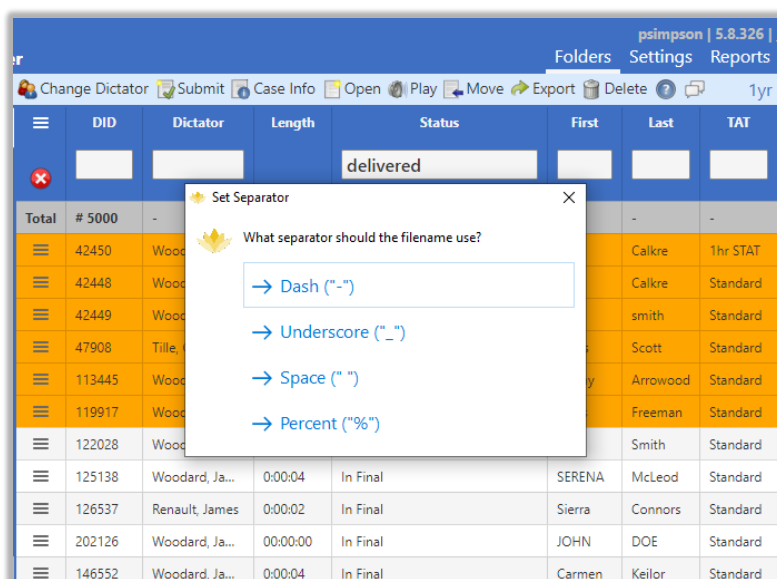 psimpson | 5.8.326 |
er
Folders Settings Reports
Change Dictator Submit Case Info Open Play Move Export Delete ? 1yr
DID Dictator Length Status First Last TAT
delivered
Total # 5000 - - - -
42450 Calkre 1hr STAT
42448 Calkre Standard
42449 smith Standard
47908 Tille, Scott Standard
113445 Arrowood Standard
119917 Freeman Standard
122028 Smith Standard
125138 Woodard, Ja... 0:00:04 In Final SERENA McLeod Standard
126537 Renault, James 0:00:02 In Final Sierra Connors Standard
202126 Woodard, Ja... 00:00:00 In Final JOHN DOE Standard
146552 Woodard, Ja... 0:00:04 In Final Carmen Keilor Standard
Set Separator
What separator should the filename use?
Dash ("-")
Underscore ("_")
Space (" ")
Percent ("%")